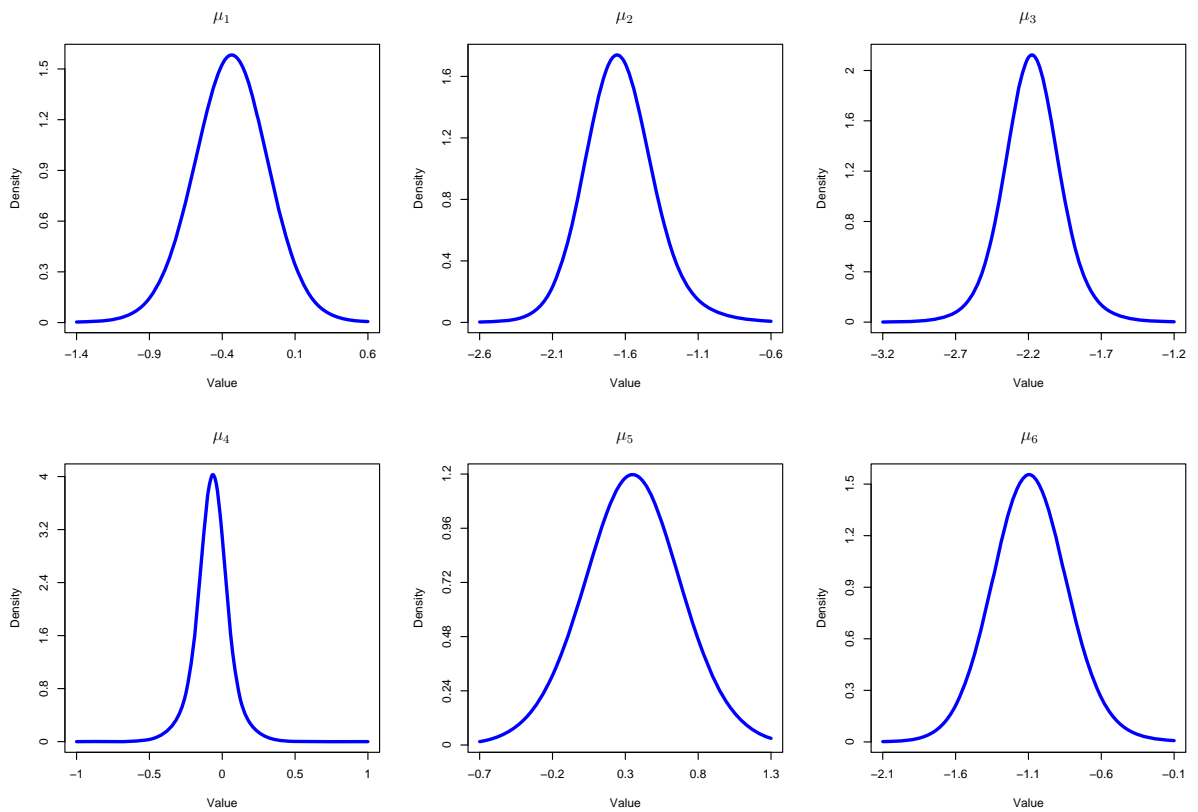 μ₁ μ₂ μ₃
1.5
1.2
0.9
0.6
0.3
0
Density
−1.4 −0.9 −0.4 0.1 0.6
Value
1.6
1.2
0.8
0.4
0
Density
−2.6 −2.1 −1.6 −1.1 −0.6
Value
2
1.6
1.2
0.8
0.4
0
Density
−3.2 −2.7 −2.2 −1.7 −1.2
Value
μ₄ μ₅ μ₆
4
3.2
2.4
1.6
0.8
0
Density
−1 −0.5 0 0.5 1
Value
1.2
0.96
0.72
0.48
0.24
0
Density
−0.7 −0.2 0.3 0.8 1.3
Value
1.5
1.2
0.9
0.6
0.3
0
Density
−2.1 −1.6 −1.1 −0.6 −0.1
Value